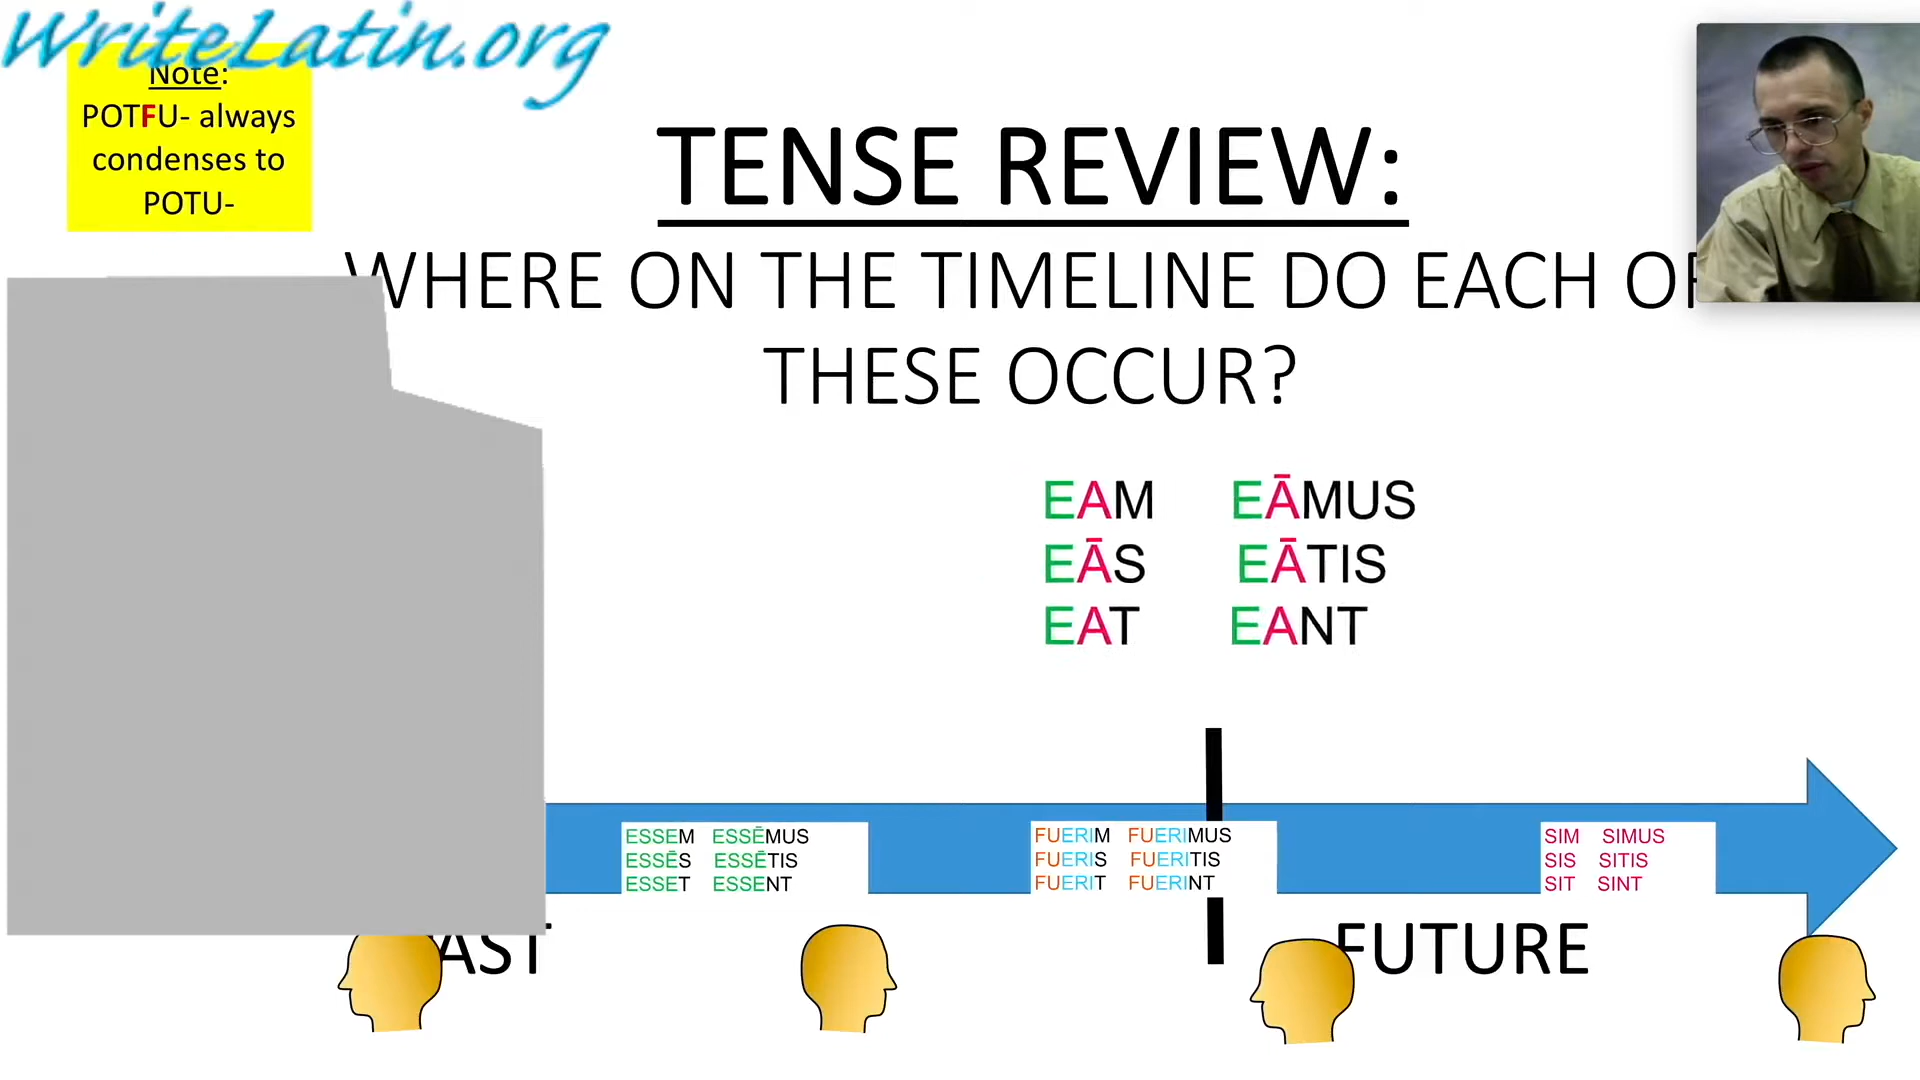 WriteLatin.org
Note:
POTFU- always
condenses to
POTU-
TENSE REVIEW:
WHERE ON THE TIMELINE DO EACH OF
THESE OCCUR?
EAM EĀMUS
EĀS EĀTIS
EAT EANT
ESSEM ESSĒMUS
ESSĒS ESSĒTIS
ESSET ESSENT
FUERIM FUERIMUS
FUERIS FUERITIS
FUERIT FUERINT
SIM SIMUS
SIS SITIS
SIT SINT
AST
FUTURE